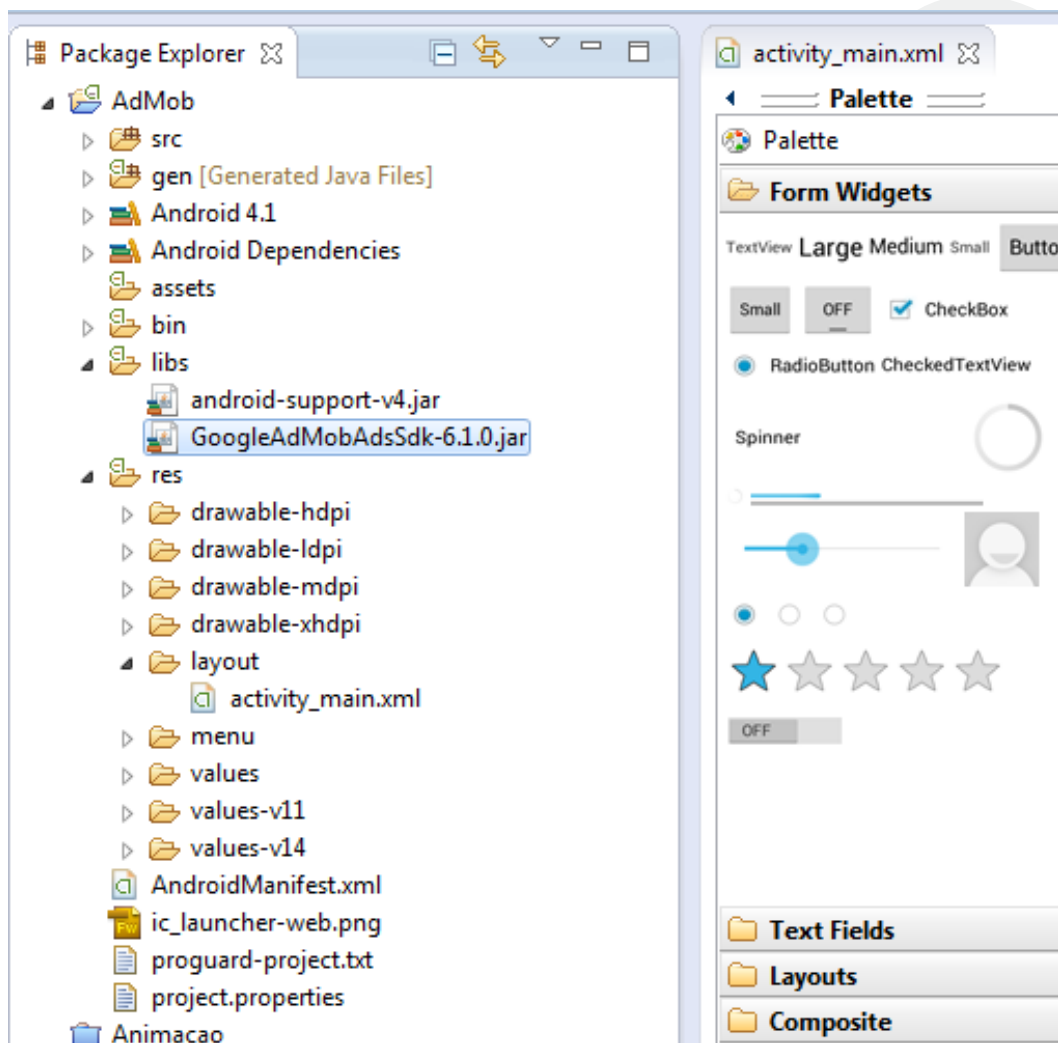 Package Explorer
AdMob
src
gen [Generated Java Files]
Android 4.1
Android Dependencies
assets
bin
libs
android-support-v4.jar
GoogleAdMobAdsSdk-6.1.0.jar
res
drawable-hdpi
drawable-ldpi
drawable-mdpi
drawable-xhdpi
layout
activity_main.xml
menu
values
values-v11
values-v14
AndroidManifest.xml
ic_launcher-web.png
proguard-project.txt
project.properties
Animacao
activity_main.xml
Palette
Palette
Form Widgets
TextView Large Medium Small Butto
Small OFF CheckBox
RadioButton CheckedTextView
Spinner
OFF
Text Fields
Layouts
Composite